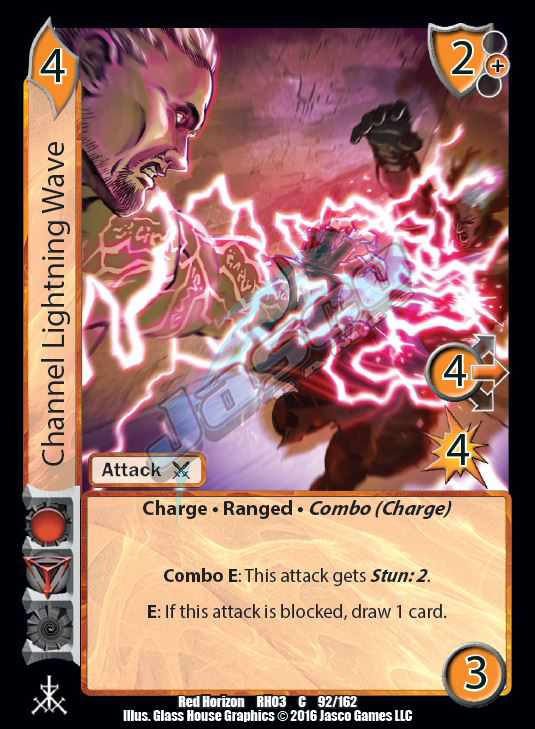 4
2
+
Channel Lightning Wave
Jasco
4
4
Attack
Charge • Ranged • Combo (Charge)
Combo E: This attack gets Stun: 2.
E: If this attack is blocked, draw 1 card.
3
Red Horizon RH03 C 92/162
Illus. Glass House Graphics © 2016 Jasco Games LLC